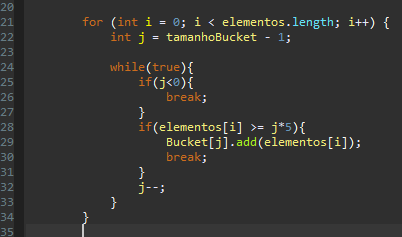 20
21 for (int i = 0; i < elementos.length; i++) {
22 int j = tamanhoBucket - 1;
23
24 while(true){
25 if(j<0){
26 break;
27 }
28 if(elementos[i] >= j*5){
29 Bucket[j].add(elementos[i]);
30 break;
31 }
32 j--;
33 }
34 }
35